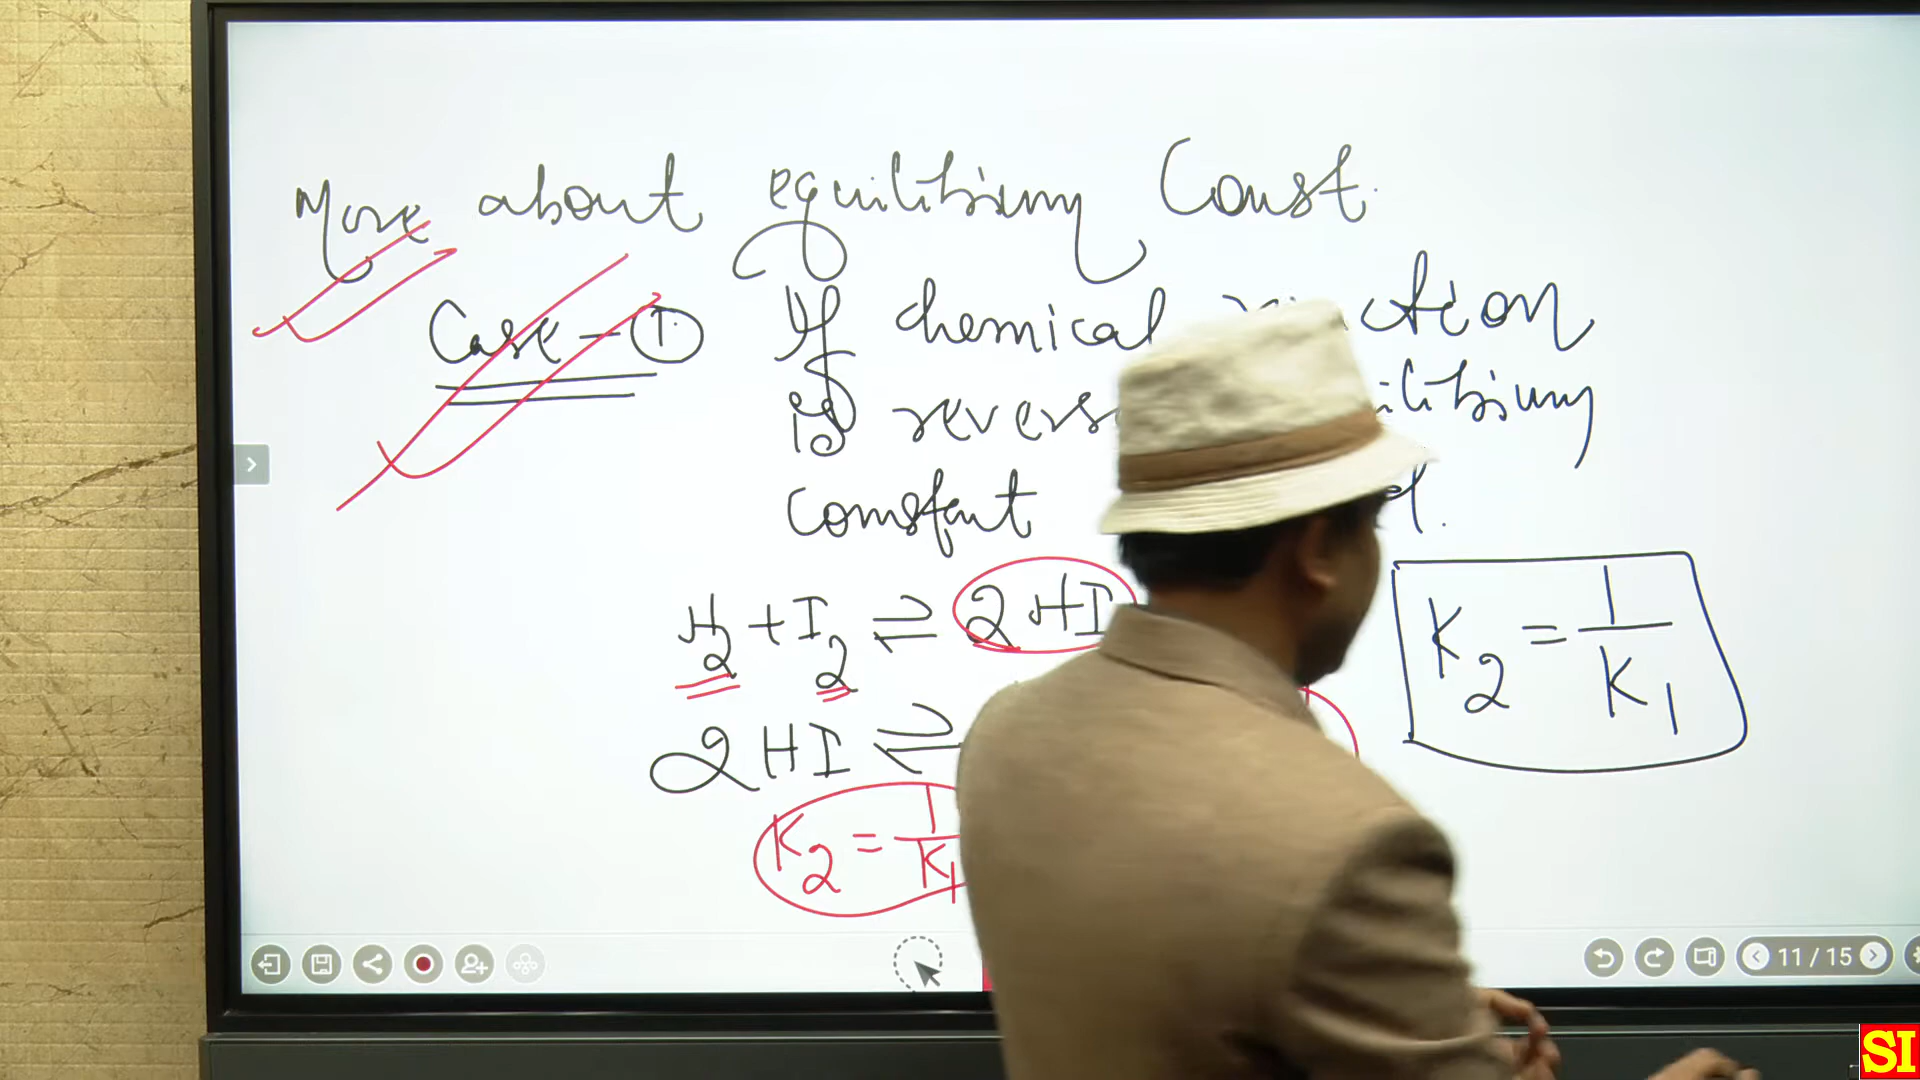 More about equilibrium Const.
Case - I If chemical
is revers
constant
H2 + I2 ⇌ 2HI
K2 = 1/K1
2HI ⇌
K2 = 1/K1
11 / 15
SI